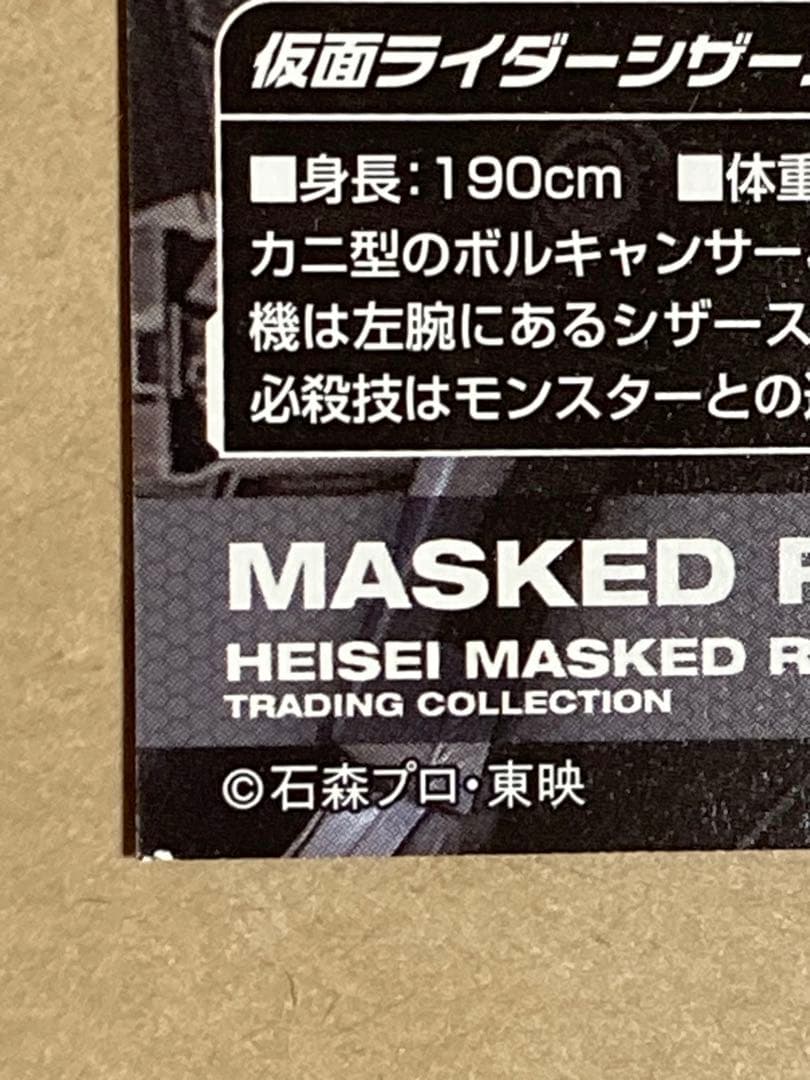 仮面ライダーシザー
■身長：190cm ■体重
カニ型のボルキャンサー
機は左腕にあるシザース
必殺技はモンスターとの
MASKED
HEISEI MASKED R
TRADING COLLECTION
©石森プロ・東映